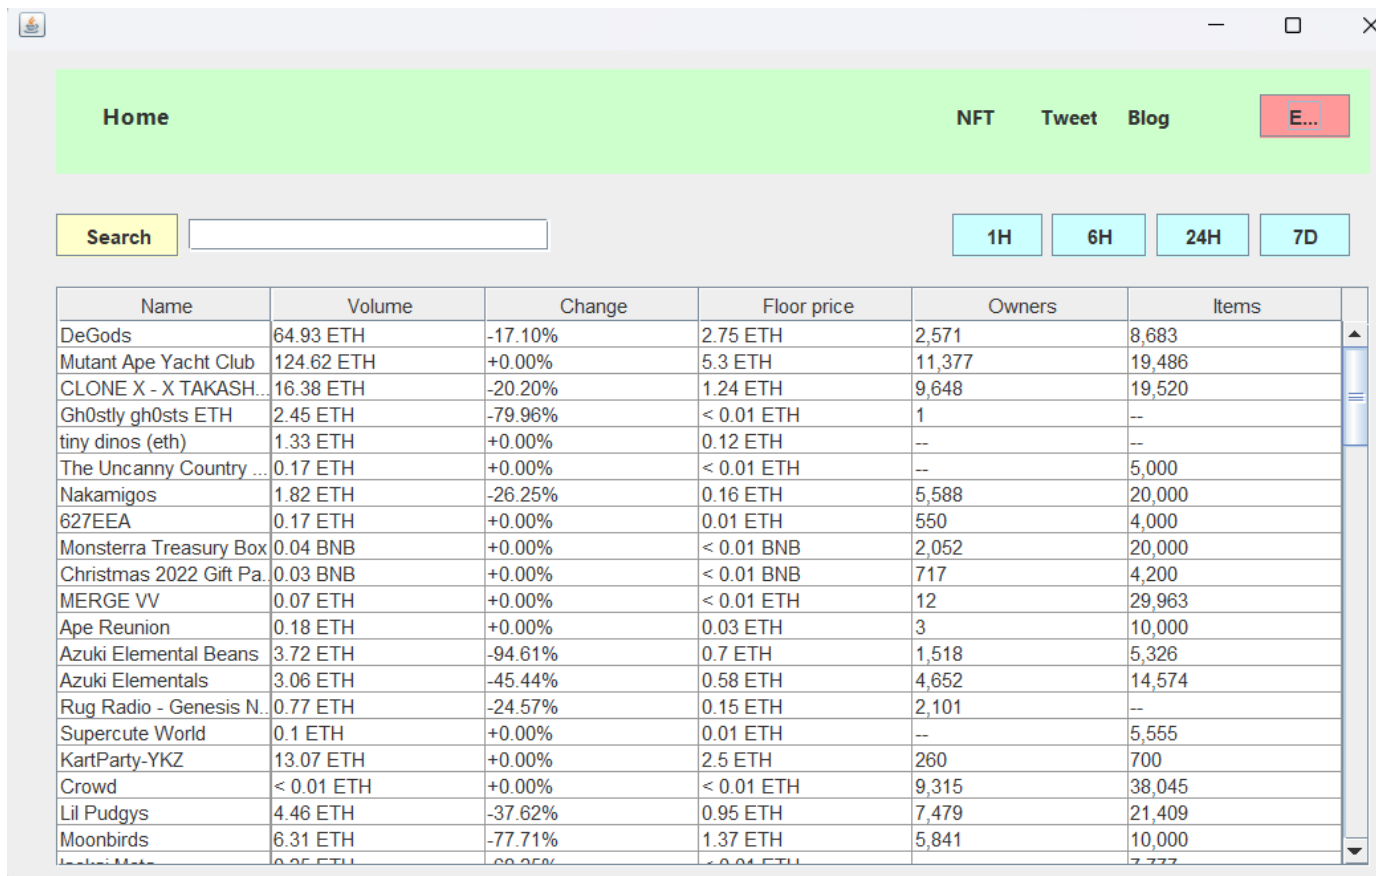 Home NFT Tweet Blog E...
Search 1H 6H 24H 7D
Name Volume Change Floor price Owners Items
DeGods 64.93 ETH -17.10% 2.75 ETH 2,571 8,683
Mutant Ape Yacht Club 124.62 ETH +0.00% 5.3 ETH 11,377 19,486
CLONE X - X TAKASH... 16.38 ETH -20.20% 1.24 ETH 9,648 19,520
Gh0stly gh0sts ETH 2.45 ETH -79.96% < 0.01 ETH 1 --
tiny dinos (eth) 1.33 ETH +0.00% 0.12 ETH -- --
The Uncanny Country ... 0.17 ETH +0.00% < 0.01 ETH -- 5,000
Nakamigos 1.82 ETH -26.25% 0.16 ETH 5,588 20,000
627EEA 0.17 ETH +0.00% 0.01 ETH 550 4,000
Monsterra Treasury Box 0.04 BNB +0.00% < 0.01 BNB 2,052 20,000
Christmas 2022 Gift Pa.. 0.03 BNB +0.00% < 0.01 BNB 717 4,200
MERGE VV 0.07 ETH +0.00% < 0.01 ETH 12 29,963
Ape Reunion 0.18 ETH +0.00% 0.03 ETH 3 10,000
Azuki Elemental Beans 3.72 ETH -94.61% 0.7 ETH 1,518 5,326
Azuki Elementals 3.06 ETH -45.44% 0.58 ETH 4,652 14,574
Rug Radio - Genesis N.. 0.77 ETH -24.57% 0.15 ETH 2,101 --
Supercute World 0.1 ETH +0.00% 0.01 ETH -- 5,555
KartParty-YKZ 13.07 ETH +0.00% 2.5 ETH 260 700
Crowd < 0.01 ETH +0.00% < 0.01 ETH 9,315 38,045
Lil Pudgys 4.46 ETH -37.62% 0.95 ETH 7,479 21,409
Moonbirds 6.31 ETH -77.71% 1.37 ETH 5,841 10,000